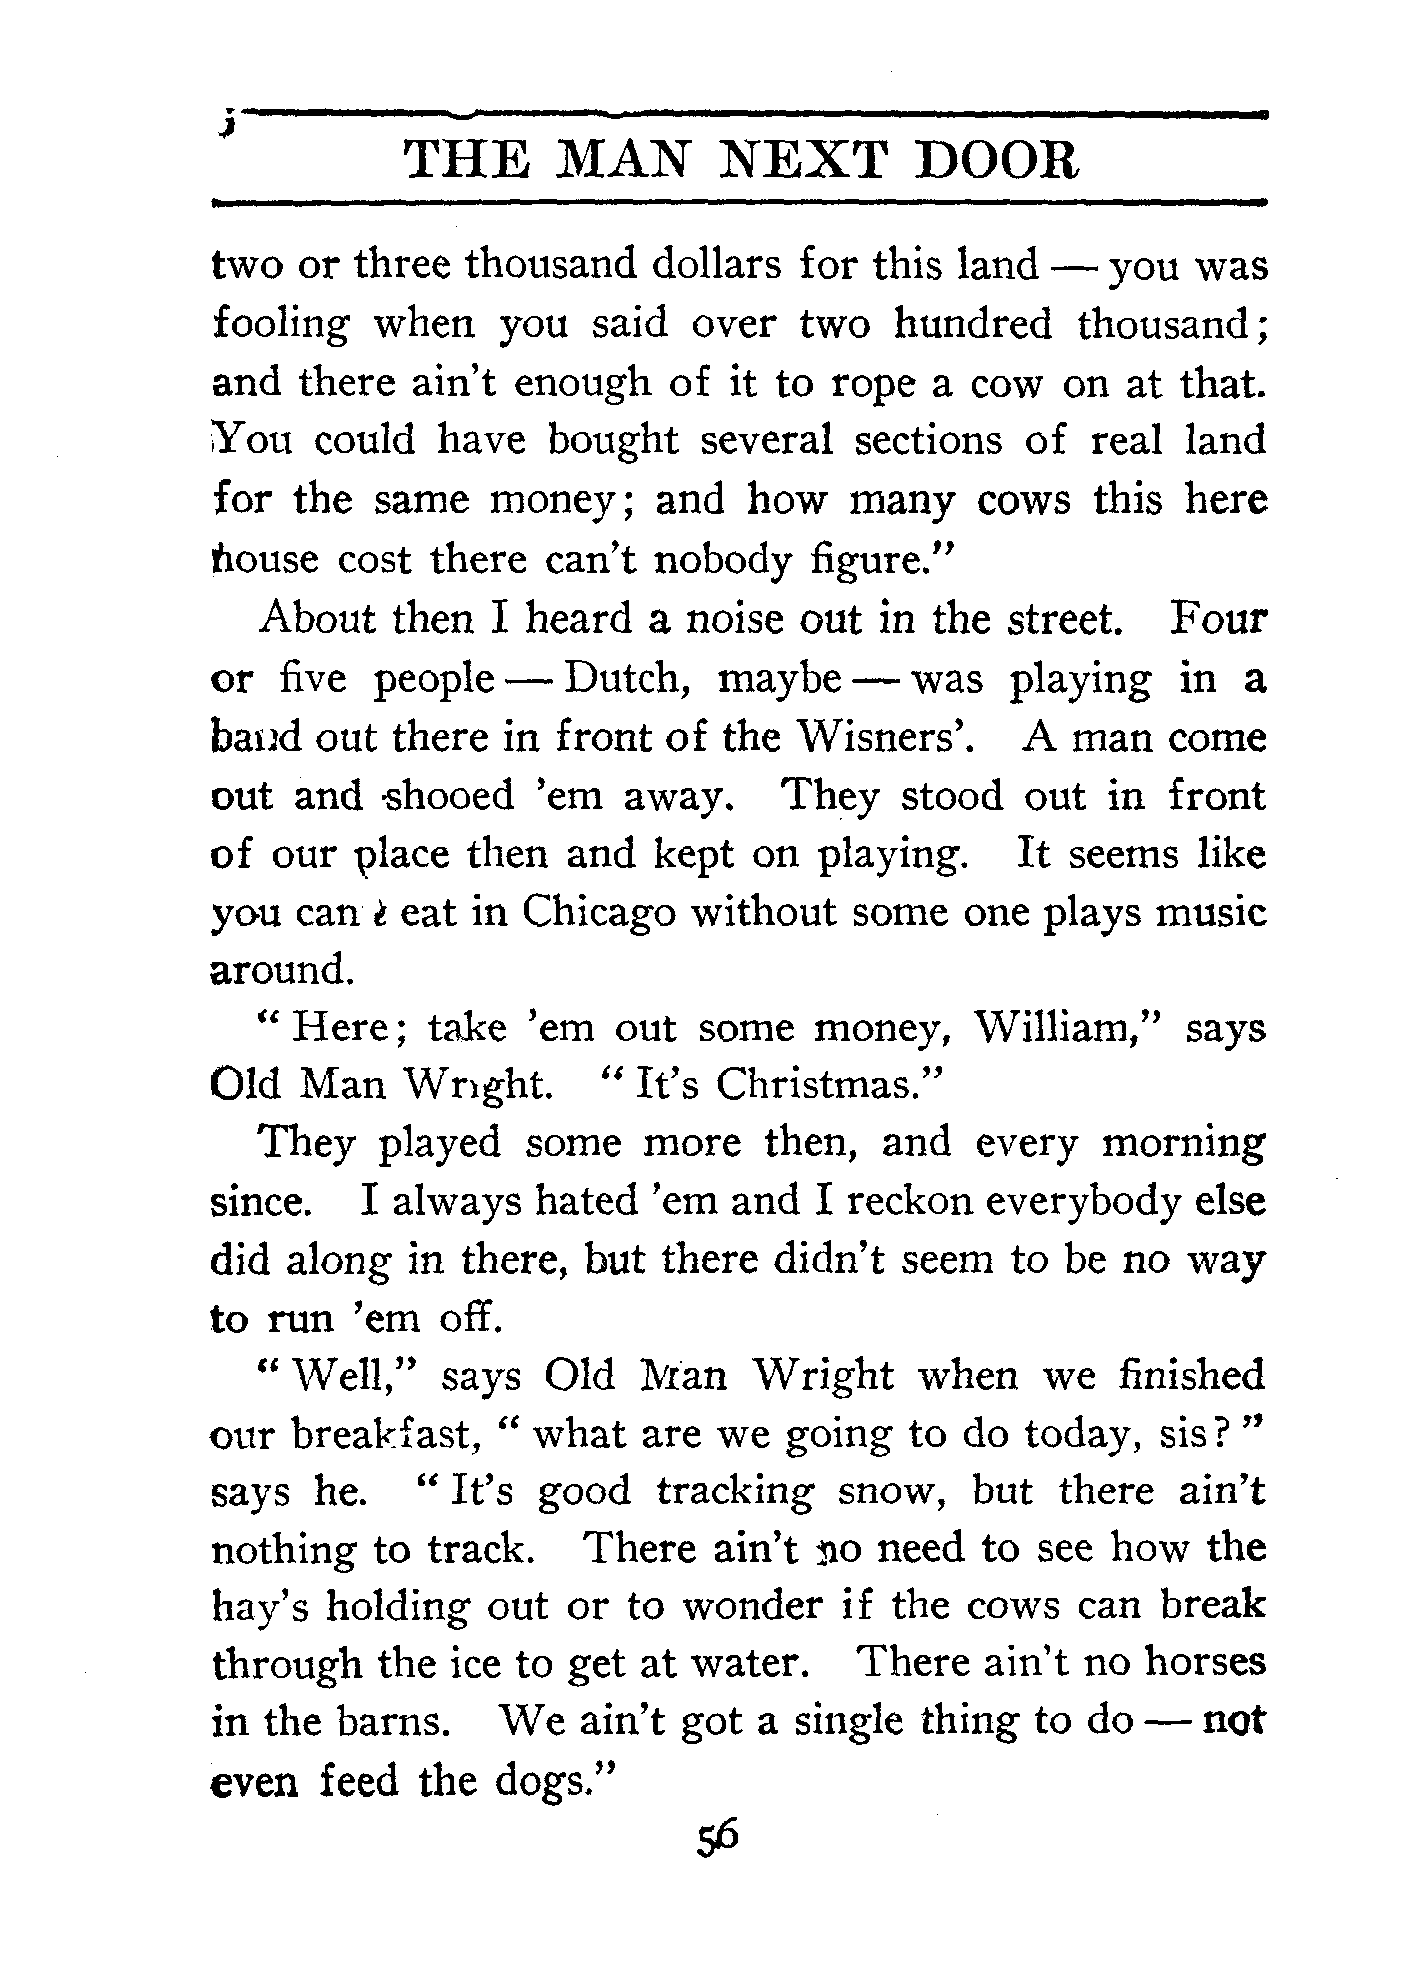 THE MAN NEXT DOOR
two or three thousand dollars for this land — you was
fooling when you said over two hundred thousand;
and there ain't enough of it to rope a cow on at that.
You could have bought several sections of real land
for the same money; and how many cows this here
house cost there can't nobody figure."
About then I heard a noise out in the street. Four
or five people — Dutch, maybe — was playing in a
band out there in front of the Wisners'. A man come
out and shooed 'em away. They stood out in front
of our place then and kept on playing. It seems like
you can't eat in Chicago without some one plays music
around.
" Here; take 'em out some money, William," says
Old Man Wright. " It's Christmas."
They played some more then, and every morning
since. I always hated 'em and I reckon everybody else
did along in there, but there didn't seem to be no way
to run 'em off.
" Well," says Old Man Wright when we finished
our breakfast, " what are we going to do today, sis? "
says he. " It's good tracking snow, but there ain't
nothing to track. There ain't no need to see how the
hay's holding out or to wonder if the cows can break
through the ice to get at water. There ain't no horses
in the barns. We ain't got a single thing to do — not
even feed the dogs."
56